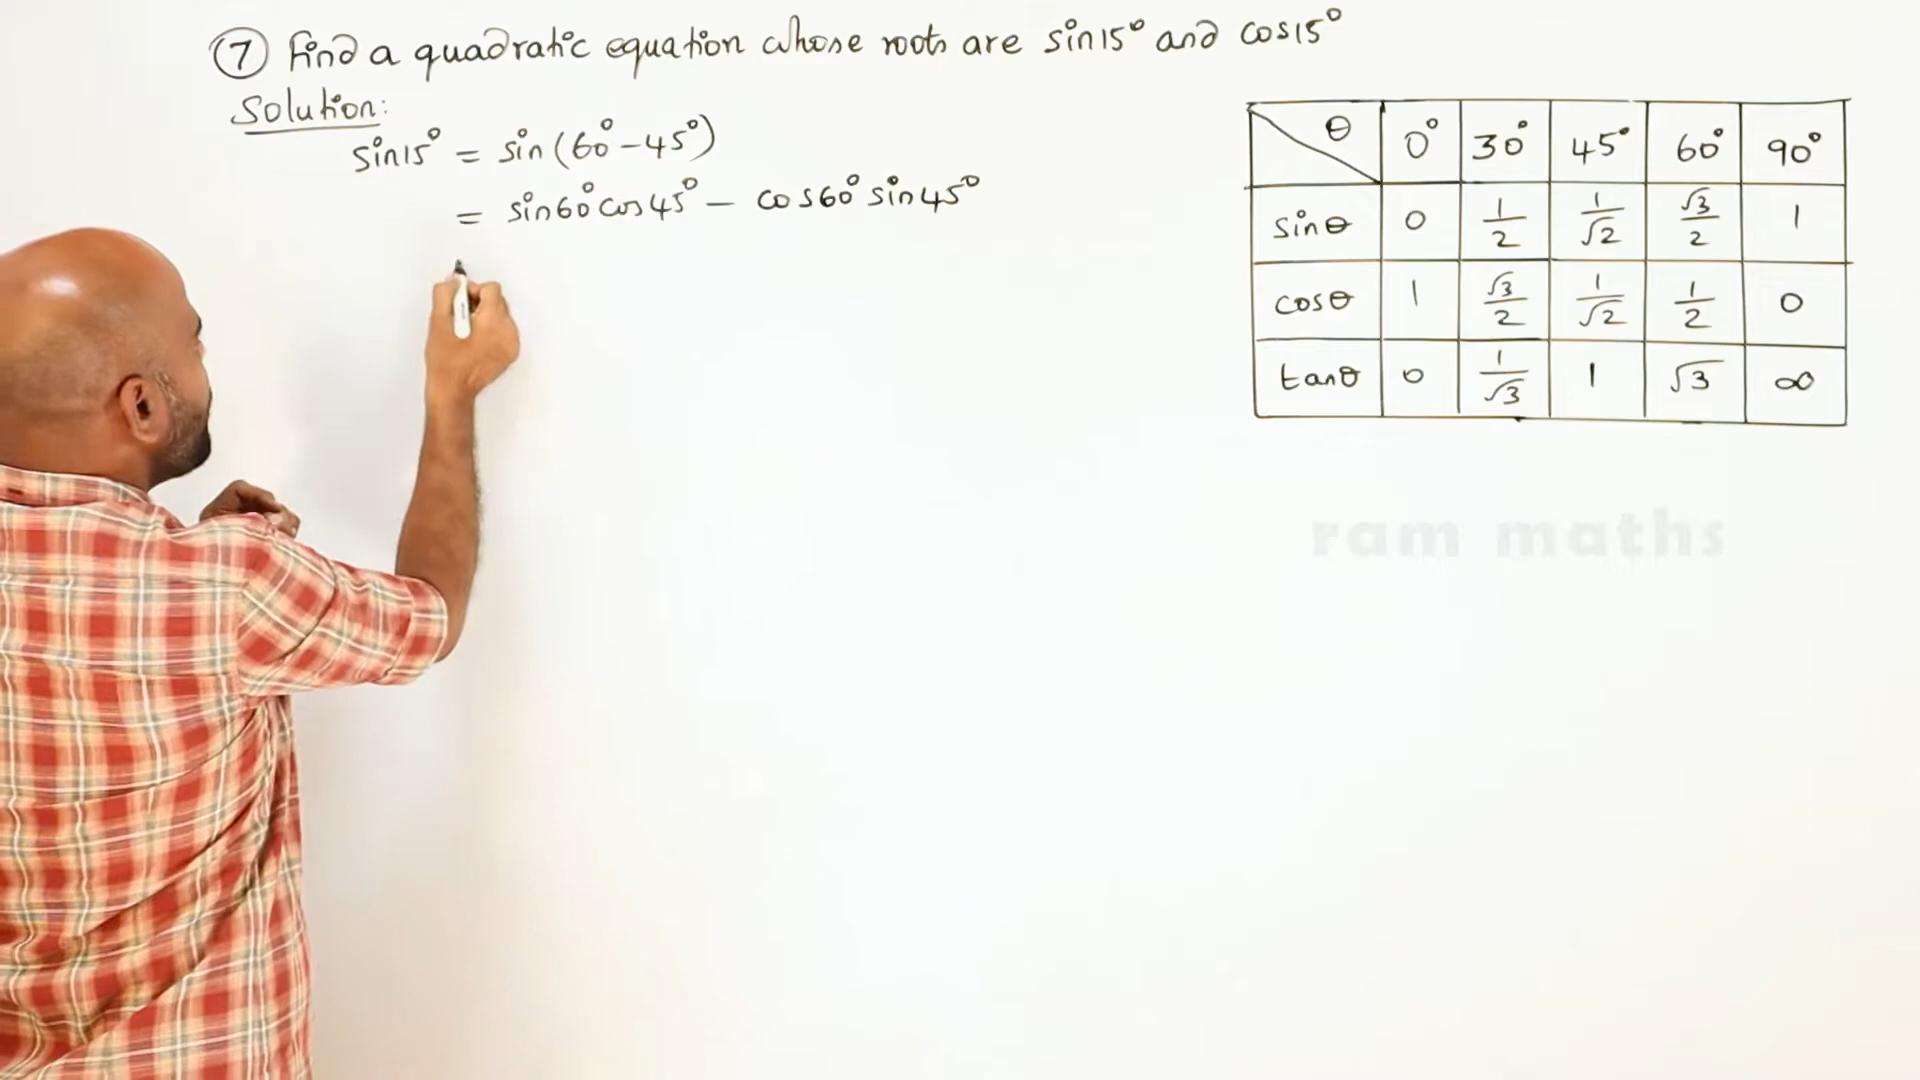 ⑦ Find a quadratic equation whose roots are sin15° and cos15°
Solution:
sin15° = sin(60°-45°)
= sin60°cos45° - cos60°sin45°
θ 0° 30° 45° 60° 90°
sinθ 0 1/2 1/√2 √3/2 1
cosθ 1 √3/2 1/√2 1/2 0
tanθ 0 1/√3 1 √3 ∞
ram maths